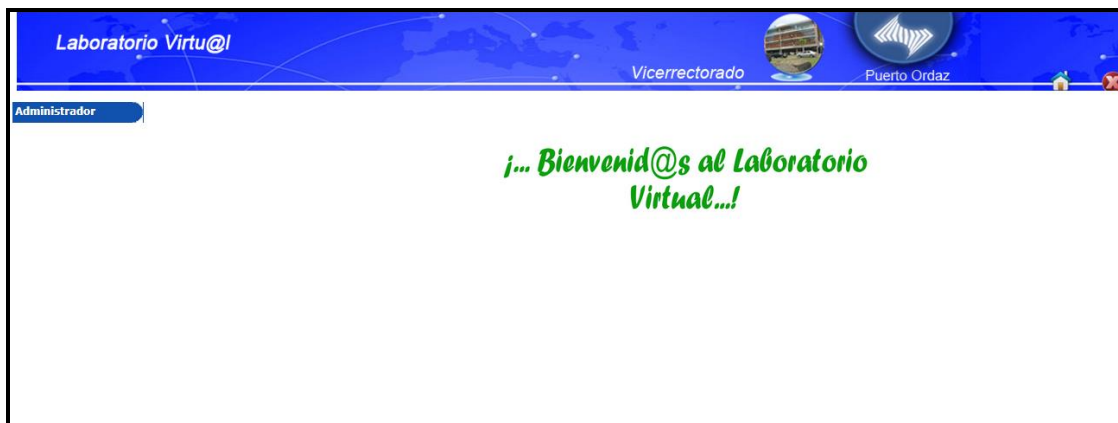 Laboratorio Virtu@l
Vicerrectorado
Puerto Ordaz
Administrador
¡... Bienvenid@s al Laboratorio
Virtual...!